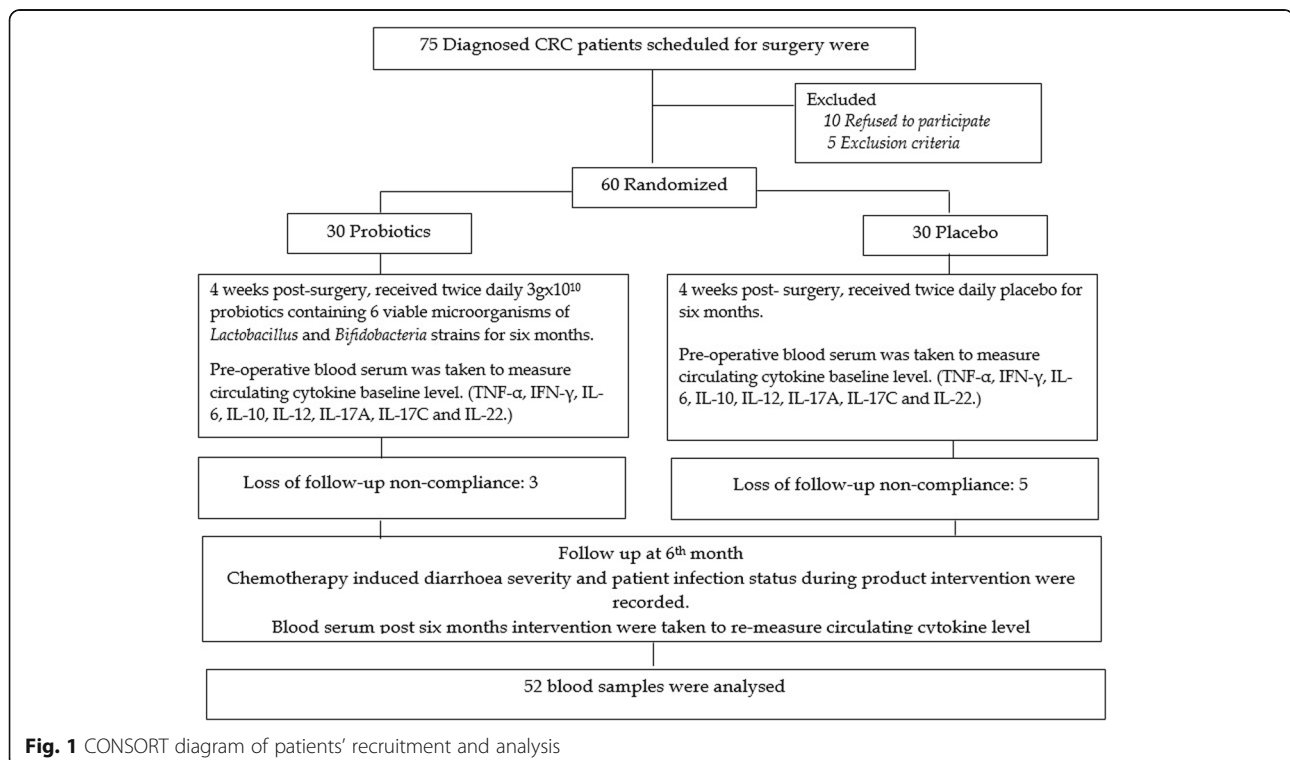 75 Diagnosed CRC patients scheduled for surgery were
Excluded
10 Refused to participate
5 Exclusion criteria
60 Randomized
30 Probiotics
30 Placebo
4 weeks post-surgery, received twice daily 3gx10¹⁰
probiotics containing 6 viable microorganisms of
Lactobacillus and Bifidobacteria strains for six months.
Pre-operative blood serum was taken to measure
circulating cytokine baseline level. (TNF-α, IFN-γ, IL-
6, IL-10, IL-12, IL-17A, IL-17C and IL-22.)
4 weeks post- surgery, received twice daily placebo for
six months.
Pre-operative blood serum was taken to measure
circulating cytokine baseline level. (TNF-α, IFN-γ, IL-
6, IL-10, IL-12, IL-17A, IL-17C and IL-22.)
Loss of follow-up non-compliance: 3
Loss of follow-up non-compliance: 5
Follow up at 6th month
Chemotherapy induced diarrhoea severity and patient infection status during product intervention were
recorded.
Blood serum post six months intervention were taken to re-measure circulating cytokine level
52 blood samples were analysed
Fig. 1 CONSORT diagram of patients' recruitment and analysis